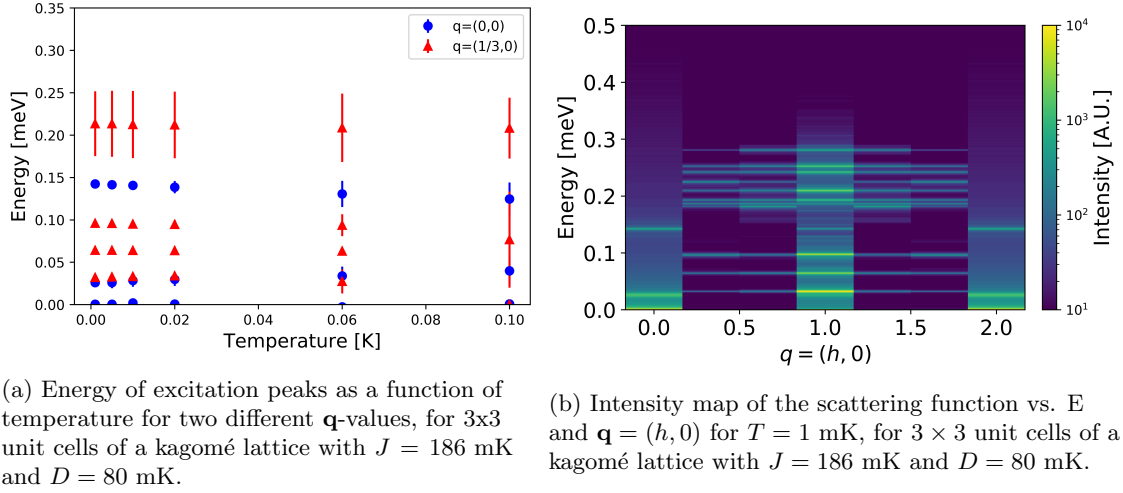 0.35
0.30
0.25
0.20
0.15
0.10
0.05
0.00
Energy [meV]
0.00 0.02 0.04 0.06 0.08 0.10
Temperature [K]
q=(0,0)
q=(1/3,0)
(a) Energy of excitation peaks as a function of
temperature for two different q-values, for 3x3
unit cells of a kagomé lattice with J = 186 mK
and D = 80 mK.
0.5
0.4
0.3
0.2
0.1
0.0
Energy [meV]
0.0 0.5 1.0 1.5 2.0
q = (h, 0)
10⁴
10³
10²
10¹
Intensity [A.U.]
(b) Intensity map of the scattering function vs. E
and q = (h, 0) for T = 1 mK, for 3 × 3 unit cells of a
kagomé lattice with J = 186 mK and D = 80 mK.